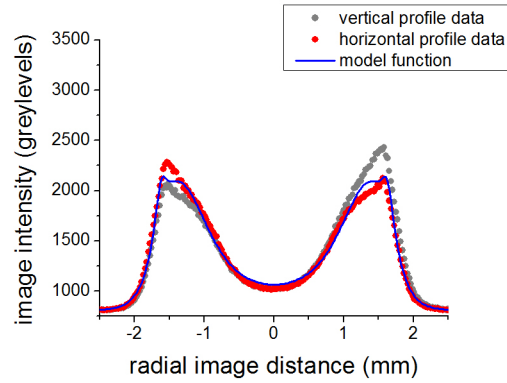 vertical profile data
horizontal profile data
model function
3500
3000
2500
2000
1500
1000
image intensity (greylevels)
-2 -1 0 1 2
radial image distance (mm)